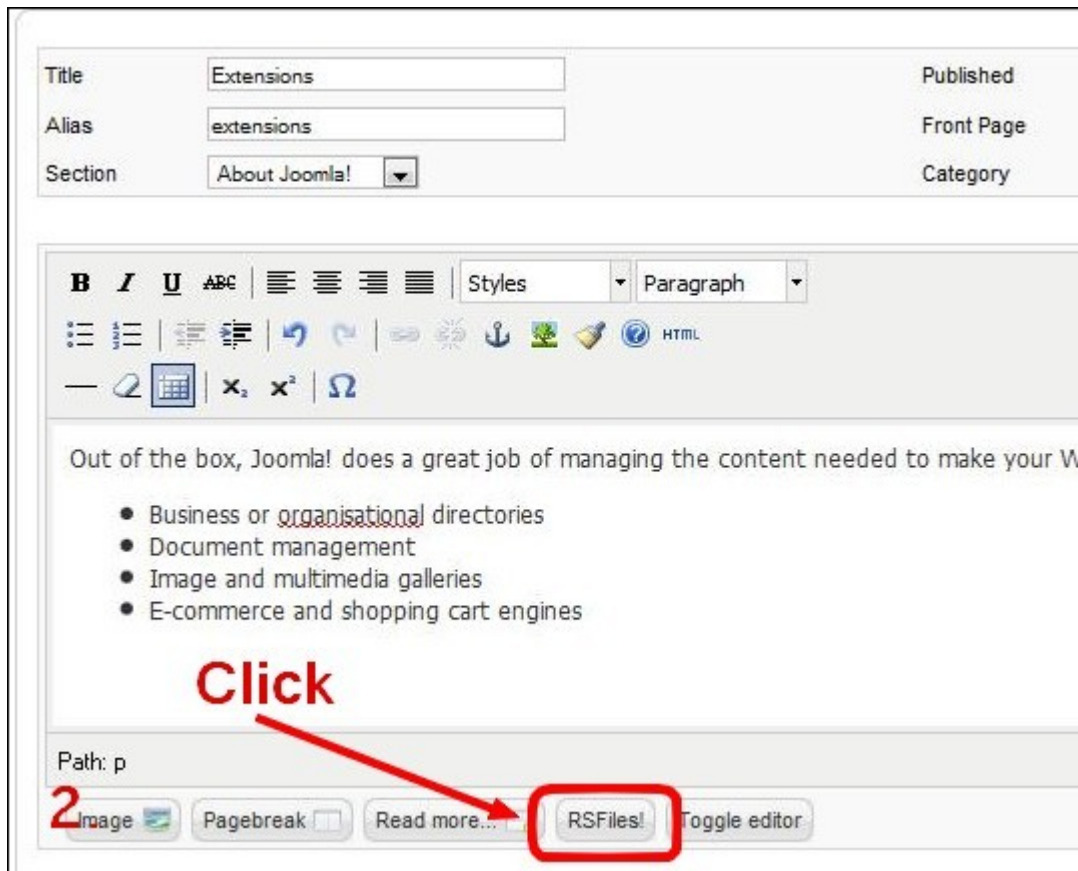 Title Extensions Published
Alias extensions Front Page
Section About Joomla! Category
B I U ABC Styles Paragraph
HTML
x₂ x² Ω
Out of the box, Joomla! does a great job of managing the content needed to make your W
Business or organisational directories
Document management
Image and multimedia galleries
E-commerce and shopping cart engines
Click
Path: p
2. Image Pagebreak Read more... RSFiles! Toggle editor